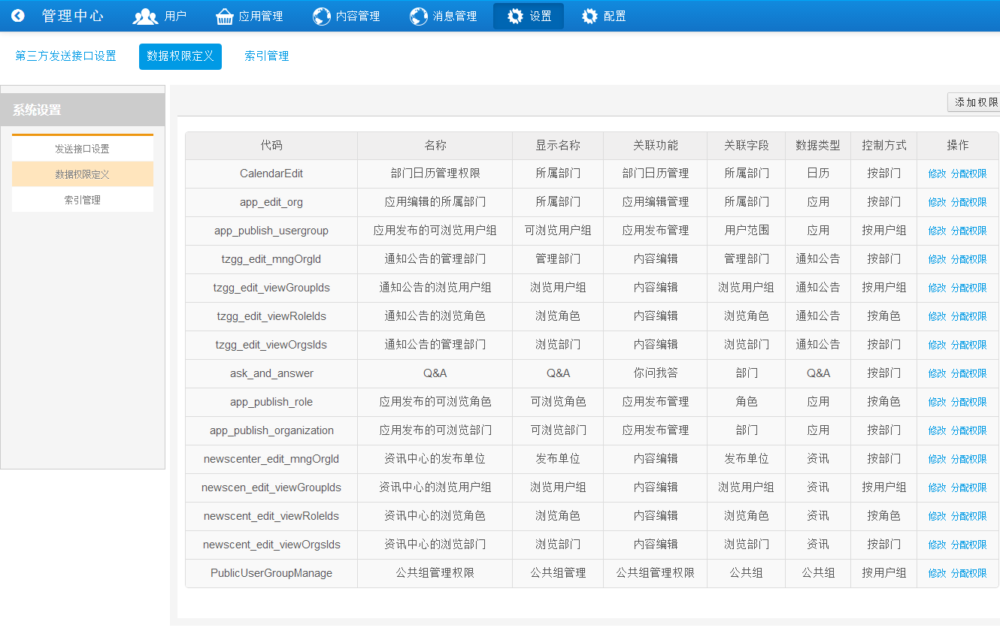 管理中心 用户 应用管理 内容管理 消息管理 设置 配置
第三方发送接口设置 数据权限定义 索引管理
系统设置
发送接口设置
数据权限定义
索引管理
添加权限
代码 名称 显示名称 关联功能 关联字段 数据类型 控制方式 操作
CalendarEdit 部门日历管理权限 所属部门 部门日历管理 所属部门 日历 按部门 修改 分配权限
app_edit_org 应用编辑的所属部门 所属部门 应用编辑管理 所属部门 应用 按部门 修改 分配权限
app_publish_usergroup 应用发布的可浏览用户组 可浏览用户组 应用发布管理 用户范围 应用 按用户组 修改 分配权限
tzgg_edit_mngOrgId 通知公告的管理部门 管理部门 内容编辑 管理部门 通知公告 按部门 修改 分配权限
tzgg_edit_viewGroupIds 通知公告的浏览用户组 浏览用户组 内容编辑 浏览用户组 通知公告 按用户组 修改 分配权限
tzgg_edit_viewRoleIds 通知公告的浏览角色 浏览角色 内容编辑 浏览角色 通知公告 按角色 修改 分配权限
tzgg_edit_viewOrgsIds 通知公告的管理部门 浏览部门 内容编辑 浏览部门 通知公告 按部门 修改 分配权限
ask_and_answer Q&A Q&A 你问我答 部门 Q&A 按部门 修改 分配权限
app_publish_role 应用发布的可浏览角色 可浏览角色 应用发布管理 角色 应用 按角色 修改 分配权限
app_publish_organization 应用发布的可浏览部门 可浏览部门 应用发布管理 部门 应用 按部门 修改 分配权限
newscenter_edit_mngOrgId 资讯中心的发布单位 发布单位 内容编辑 发布单位 资讯 按部门 修改 分配权限
newscen_edit_viewGroupIds 资讯中心的浏览用户组 浏览用户组 内容编辑 浏览用户组 资讯 按用户组 修改 分配权限
newscent_edit_viewRoleIds 资讯中心的浏览角色 浏览角色 内容编辑 浏览角色 资讯 按角色 修改 分配权限
newscent_edit_viewOrgsIds 资讯中心的浏览部门 浏览部门 内容编辑 浏览部门 资讯 按部门 修改 分配权限
PublicUserGroupManage 公共组管理权限 公共组管理 公共组管理权限 公共组 公共组 按用户组 修改 分配权限